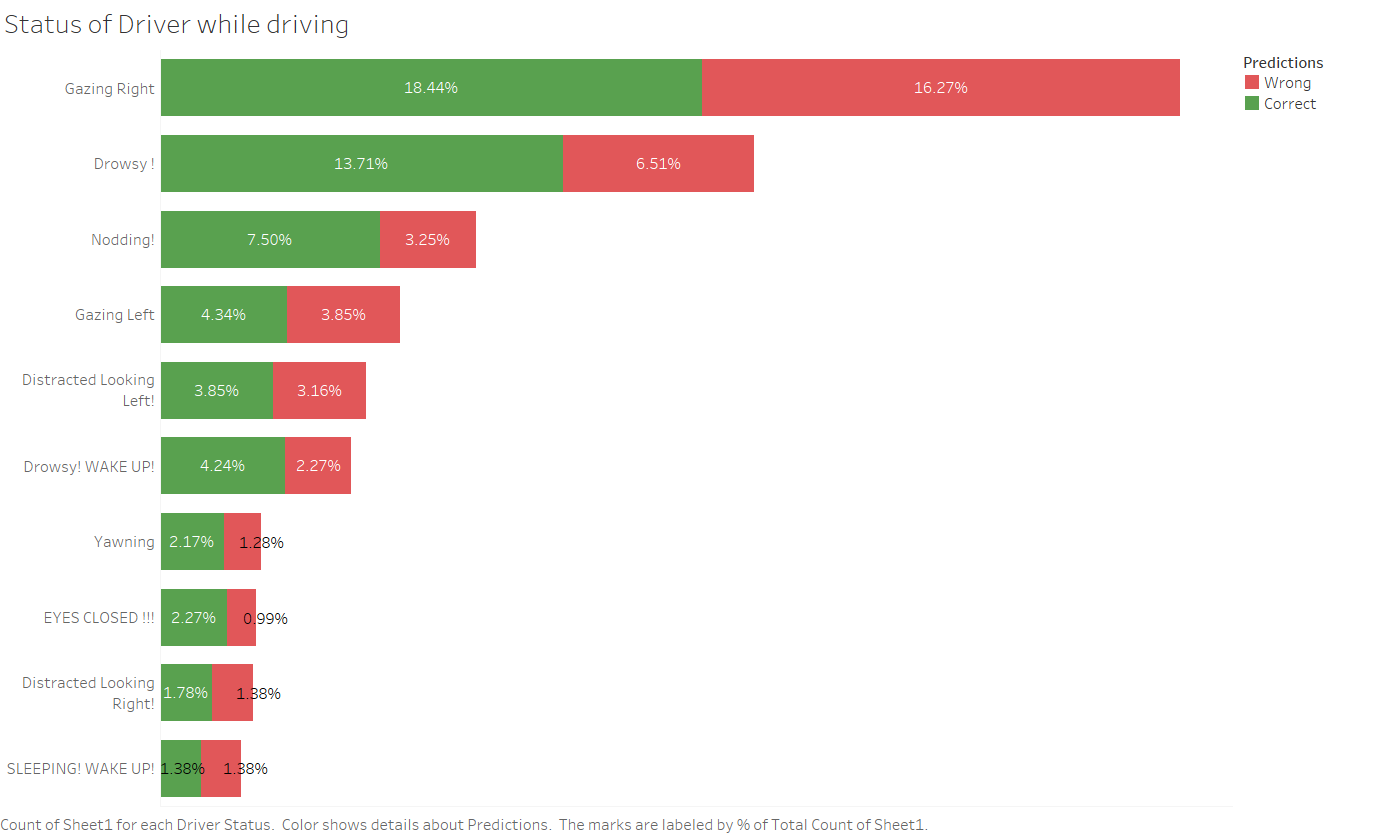 Status of Driver while driving
Predictions
Wrong
Correct
Gazing Right
18.44%
16.27%
Drowsy !
13.71%
6.51%
Nodding!
7.50%
3.25%
Gazing Left
4.34%
3.85%
Distracted Looking
Left!
3.85%
3.16%
Drowsy! WAKE UP!
4.24%
2.27%
Yawning
2.17%
1.28%
EYES CLOSED !!!
2.27%
0.99%
Distracted Looking
Right!
1.78%
1.38%
SLEEPING! WAKE UP!
1.38%
1.38%
Count of Sheet1 for each Driver Status.  Color shows details about Predictions.  The marks are labeled by % of Total Count of Sheet1.